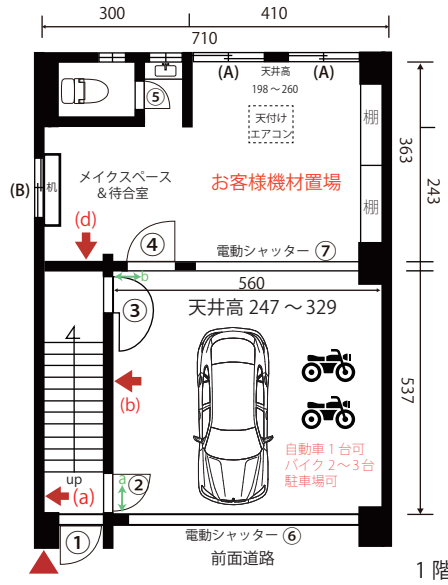 300
410
710
(A)
(A)
天井高
198～260
⑤
天付け
エアコン
棚
363
243
(B)
机
メイクスペース
＆待合室
お客様機材置場
棚
(d)
④
電動シャッター ⑦
b
560
③
天井高 247～329
(b)
537
自動車1台可
バイク2～3台
駐車場可
up
(a)
a
②
①
電動シャッター ⑥
前面道路
1階